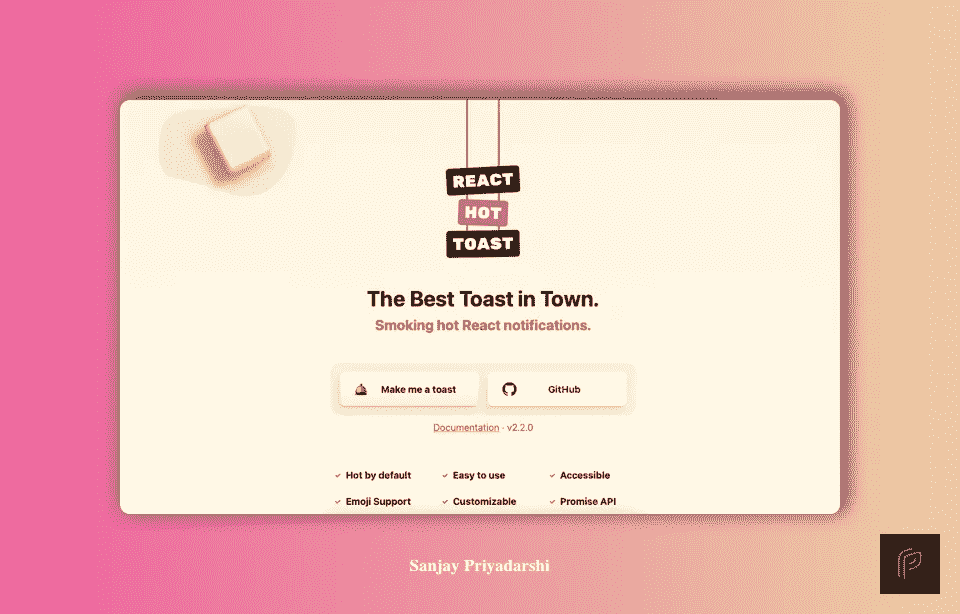 REACT
HOT
TOAST
The Best Toast in Town.
Smoking hot React notifications.
Make me a toast GitHub
Documentation · v2.2.0
✓ Hot by default ✓ Easy to use ✓ Accessible
✓ Emoji Support ✓ Customizable ✓ Promise API
Sanjay Priyadarshi